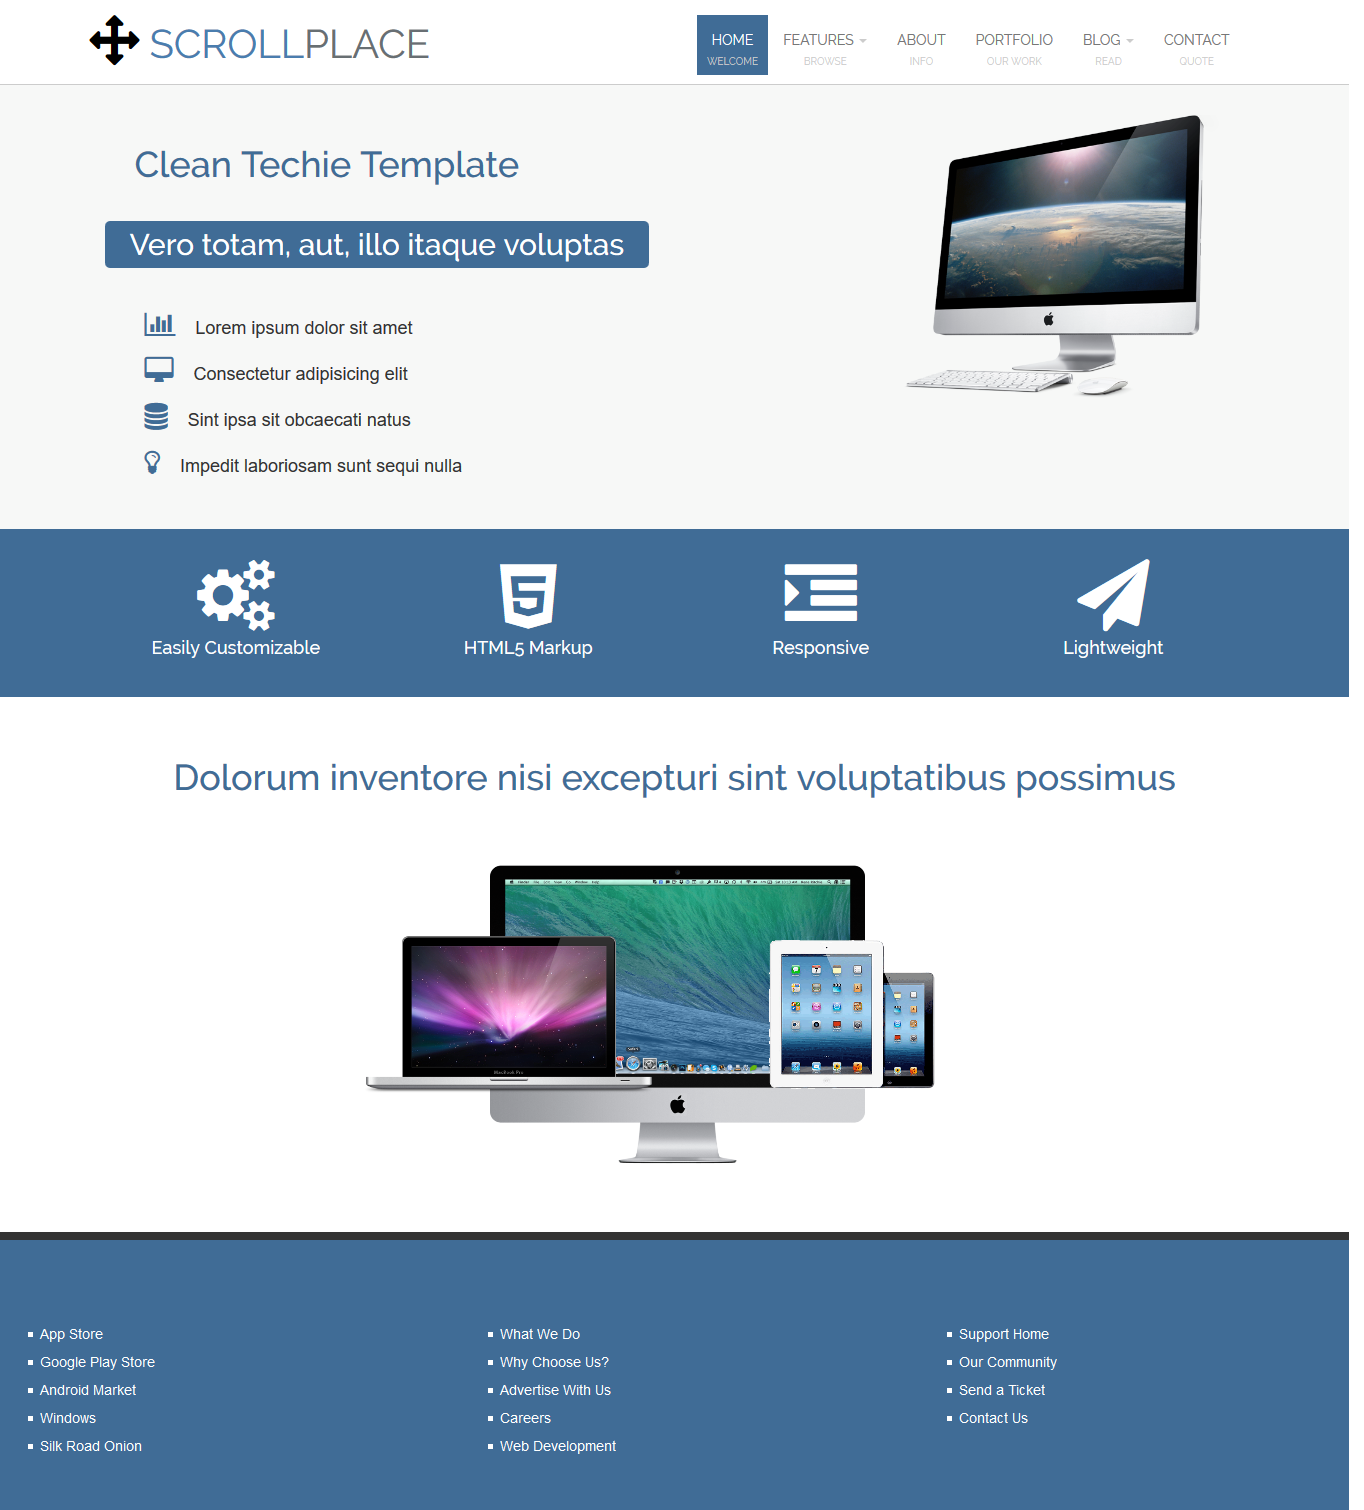 SCROLLPLACE
HOME FEATURES ABOUT PORTFOLIO BLOG CONTACT
WELCOME BROWSE INFO OUR WORK READ QUOTE
Clean Techie Template
Vero totam, aut, illo itaque voluptas
Lorem ipsum dolor sit amet
Consectetur adipisicing elit
Sint ipsa sit obcaecati natus
Impedit laboriosam sunt sequi nulla
Easily Customizable HTML5 Markup Responsive Lightweight
Dolorum inventore nisi excepturi sint voluptatibus possimus
MacBook Pro
App Store
Google Play Store
Android Market
Windows
Silk Road Onion
What We Do
Why Choose Us?
Advertise With Us
Careers
Web Development
Support Home
Our Community
Send a Ticket
Contact Us